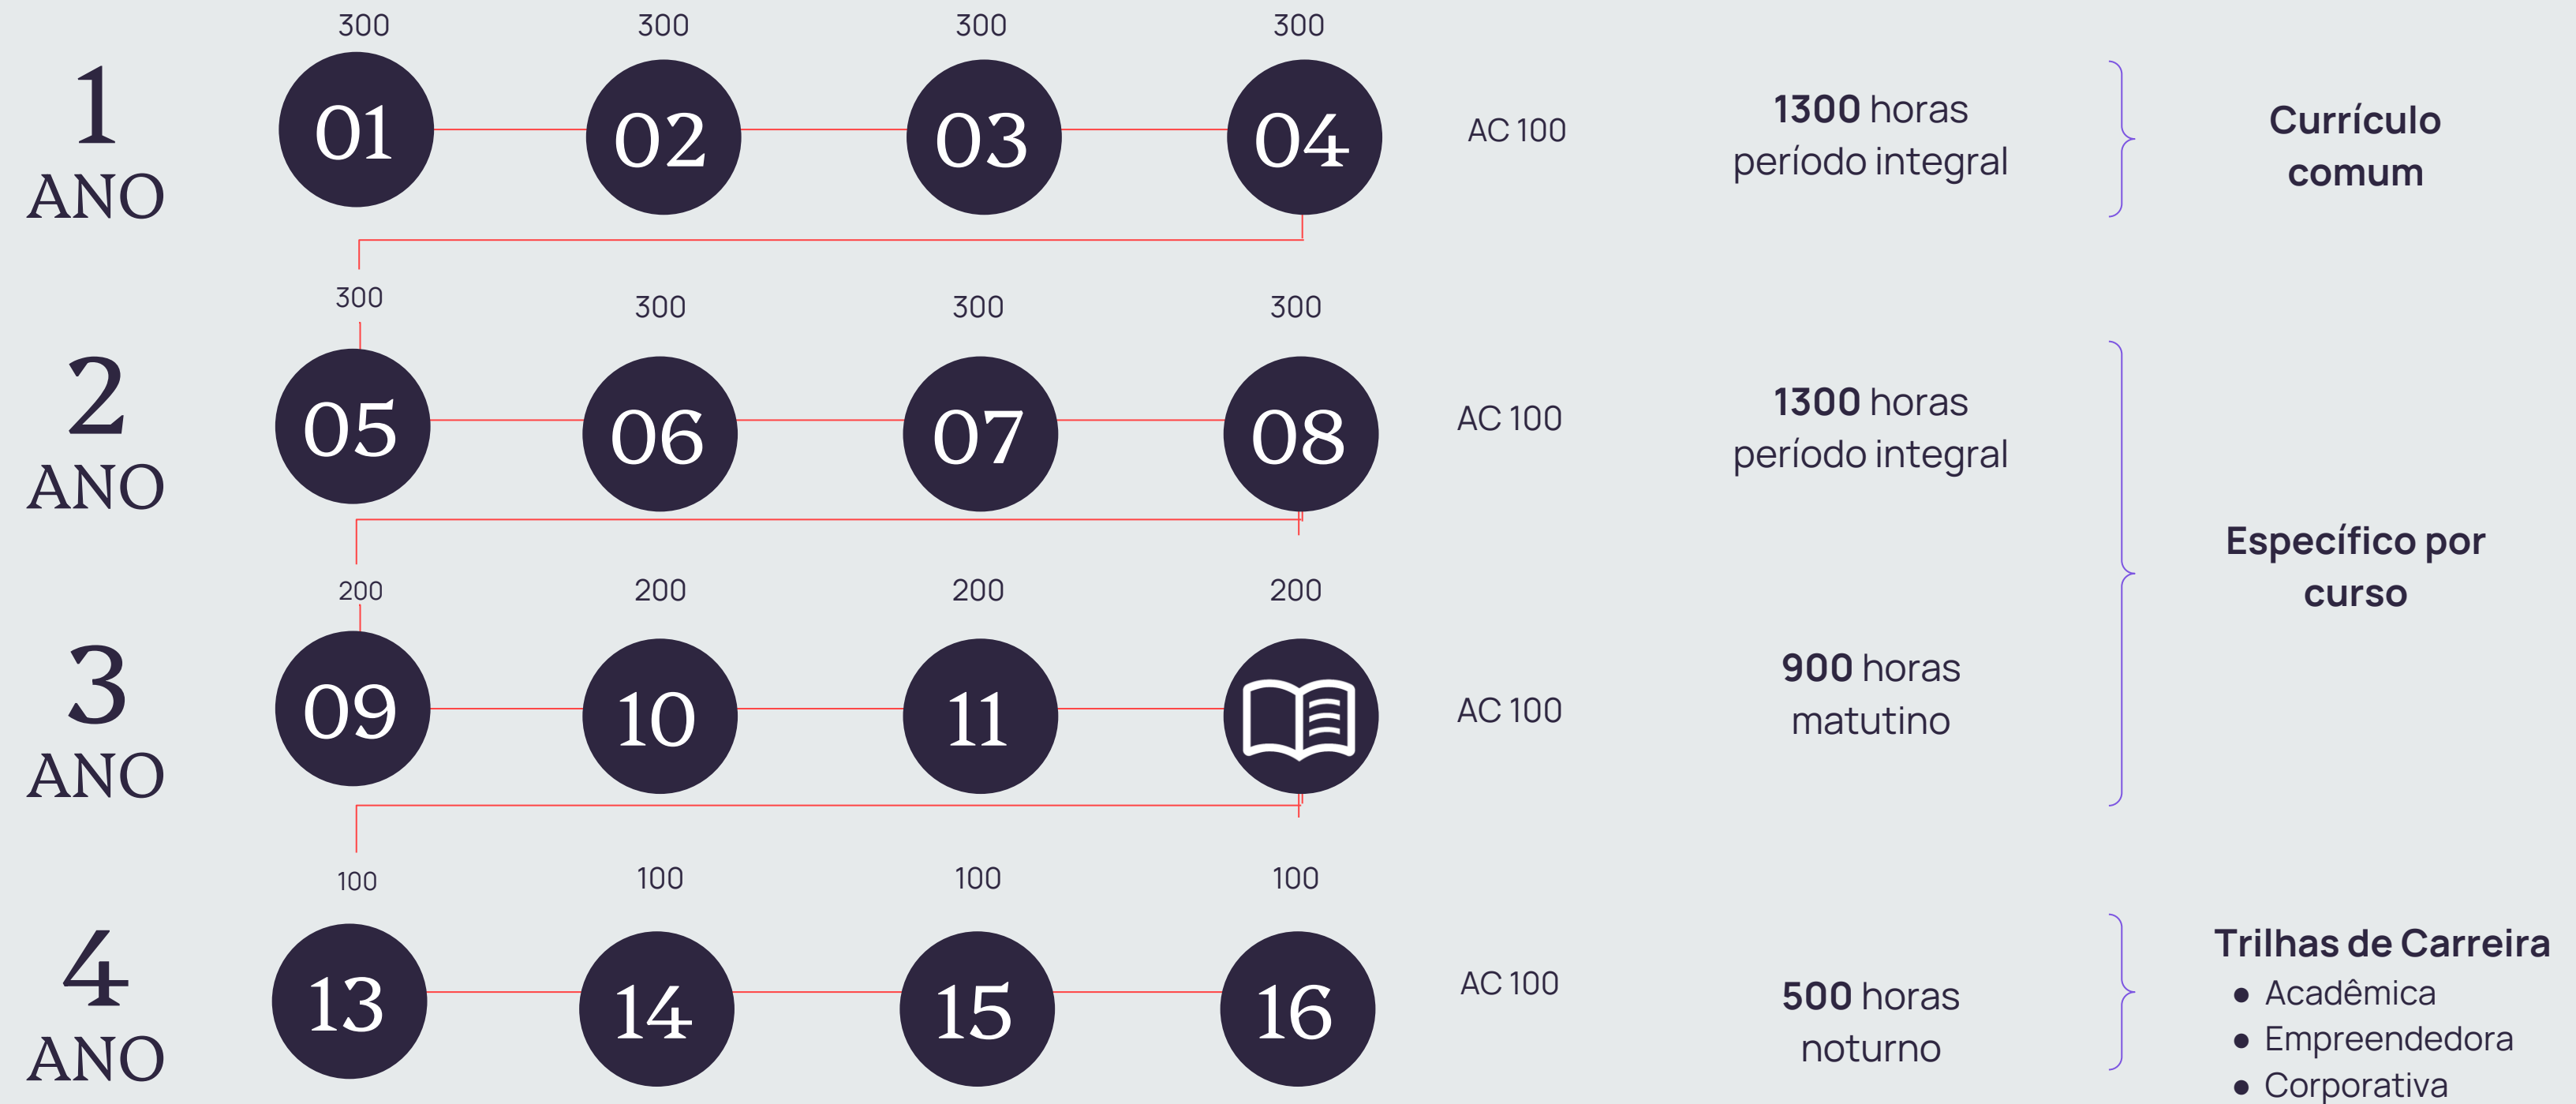 300 300 300 300
1
ANO
01 02 03 04
AC 100
1300 horas
período integral
Currículo
comum
300 300 300 300
2
ANO
05 06 07 08
AC 100
1300 horas
período integral
Específico por
curso
200 200 200 200
3
ANO
09 10 11
AC 100
900 horas
matutino
100 100 100 100
4
ANO
13 14 15 16
AC 100
500 horas
noturno
Trilhas de Carreira
● Acadêmica
● Empreendedora
● Corporativa